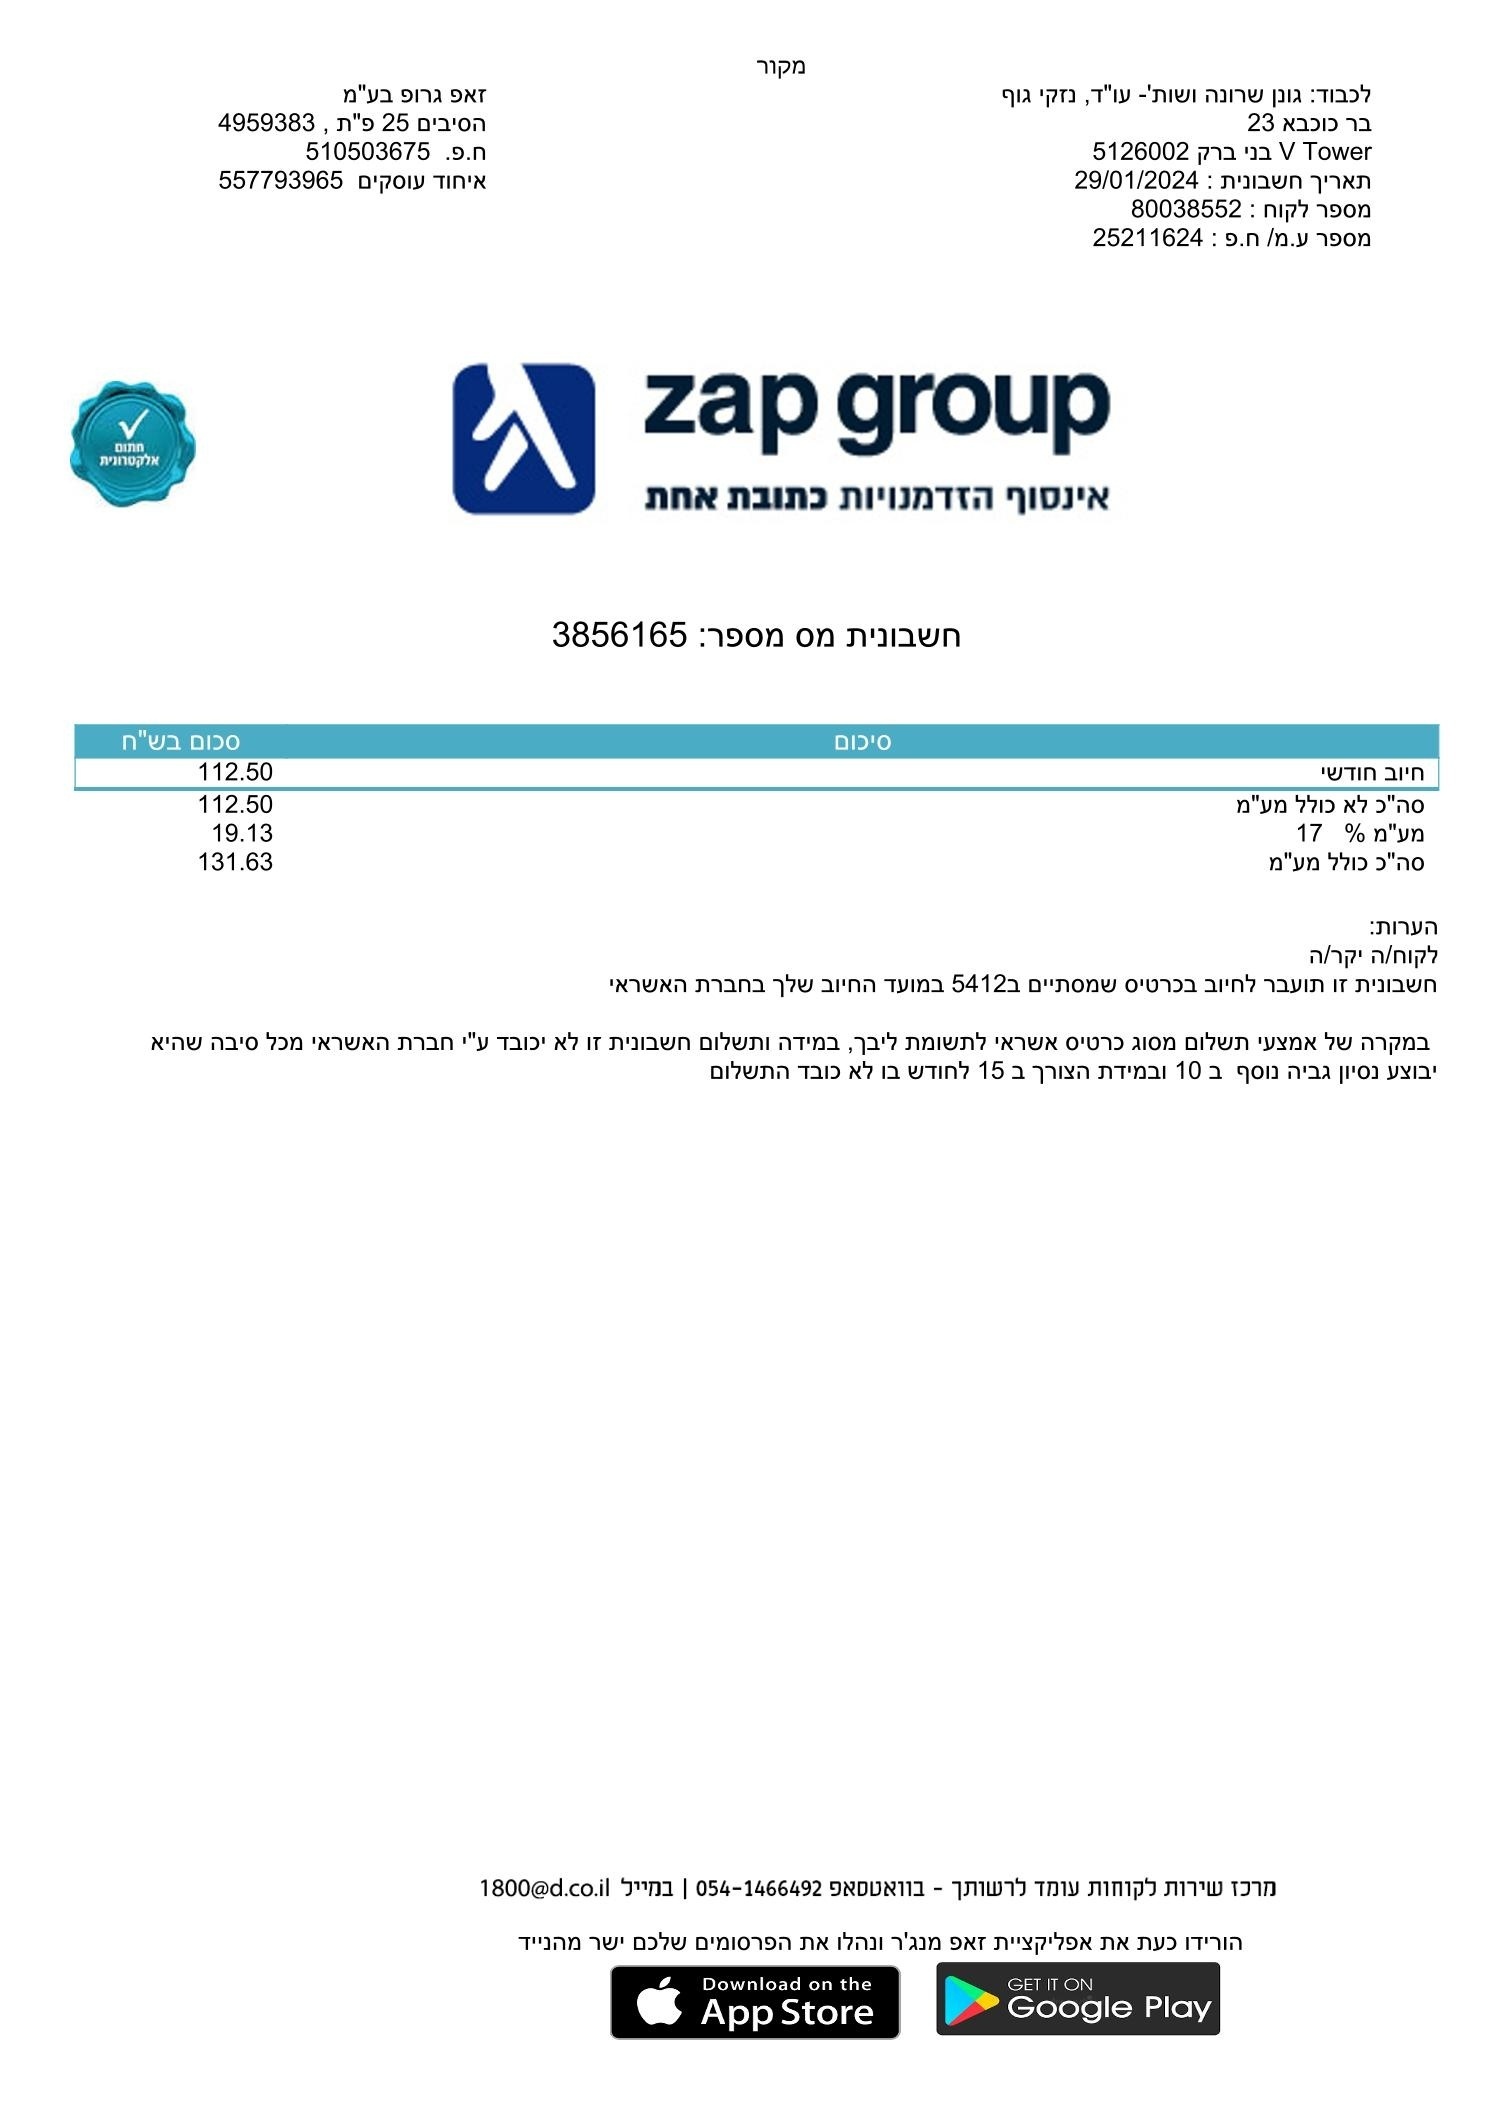 מקור
לכבוד: גונן שרונה ושות'- עו"ד, נזקי גוף
בר כוכבא 23
V Tower בני ברק 5126002
תאריך חשבונית : 29/01/2024
מספר לקוח : 80038552
מספר ע.מ/ ח.פ : 25211624
זאפ גרופ בע"מ
הסיבים 25 פ"ת , 4959383
ח.פ. 510503675
איחוד עוסקים 557793965
zap group
אינסוף הזדמנויות כתובת אחת
חתום
אלקטרונית
חשבונית מס מספר: 3856165
סיכום סכום בש"ח
חיוב חודשי 112.50
סה"כ לא כולל מע"מ 112.50
מע"מ % 17 19.13
סה"כ כולל מע"מ 131.63
הערות:
לקוח/ה יקר/ה
חשבונית זו תועבר לחיוב בכרטיס שמסתיים ב5412 במועד החיוב שלך בחברת האשראי
במקרה של אמצעי תשלום מסוג כרטיס אשראי לתשומת ליבך, במידה ותשלום חשבונית זו לא יכובד ע"י חברת האשראי מכל סיבה שהיא
יבוצע נסיון גביה נוסף ב 10 ובמידת הצורך ב 15 לחודש בו לא כובד התשלום
מרכז שירות לקוחות עומד לרשותך - בוואטסאפ 054-1466492 | במייל 1800@d.co.il
הורידו כעת את אפליקציית זאפ מנג'ר ונהלו את הפרסומים שלכם ישר מהנייד
Download on the
App Store
GET IT ON
Google Play